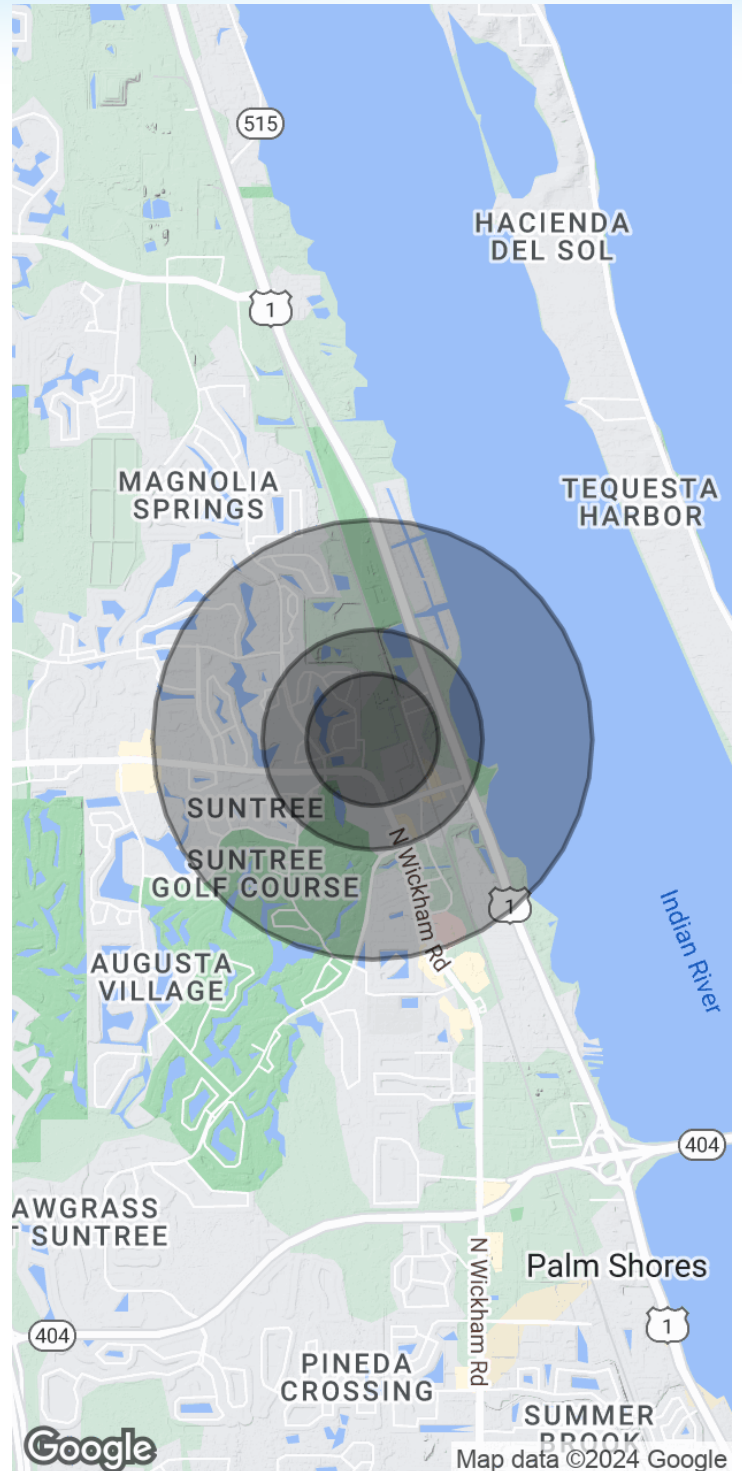 515
HACIENDA
DEL SOL
1
MAGNOLIA
SPRINGS
TEQUESTA
HARBOR
SUNTREE
N Wickham Rd
SUNTREE
GOLF COURSE
1
Indian River
AUGUSTA
VILLAGE
404
AWGRASS
T SUNTREE
Palm Shores
N Wickham Rd
404
1
PINEDA
CROSSING
SUMMER
BROOK
Google
Map data ©2024 Google